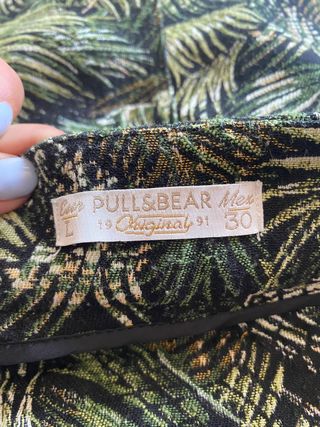 Eur PULL&BEAR Mex
L 19 Original 91 30